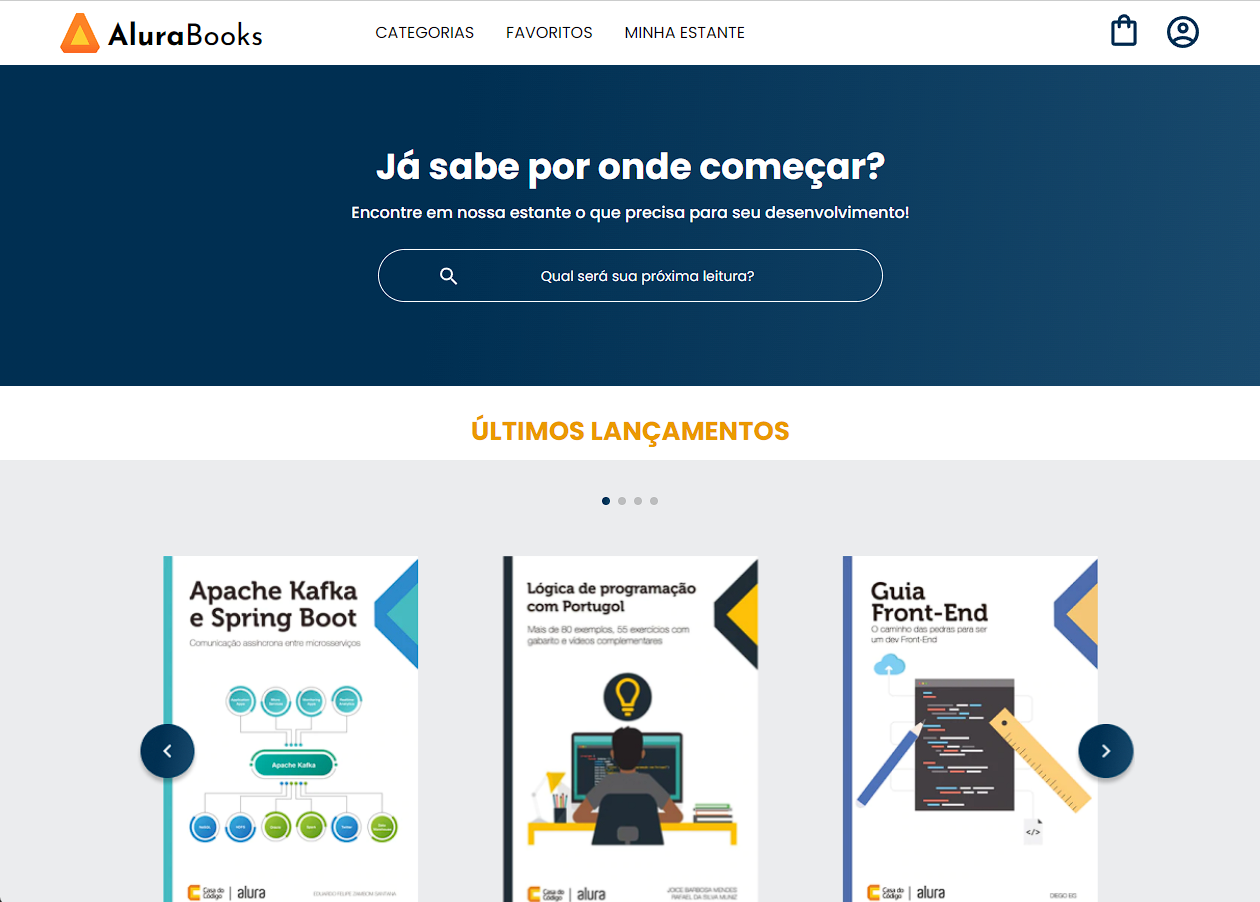 AluraBooks
CATEGORIAS
FAVORITOS
MINHA ESTANTE
Já sabe por onde começar?
Encontre em nossa estante o que precisa para seu desenvolvimento!
Qual será sua próxima leitura?
ÚLTIMOS LANÇAMENTOS
Apache Kafka
e Spring Boot
Comunicação assíncrona entre microsserviços
Apache Kafka
Casa do
Código
alura
EDUARDO FELIPE ZAMBOM SANTANA
Lógica de programação
com Portugol
Mais de 80 exemplos, 55 exercícios com
gabarito e vídeos complementares
Casa do
Código
alura
JOICE BARBOSA MENDES
RAFAEL DA SILVA MUNIZ
Guia
Front-End
O caminho das pedras para ser
um dev Front-End
</>
Casa do
Código
alura
DIEGO EIS